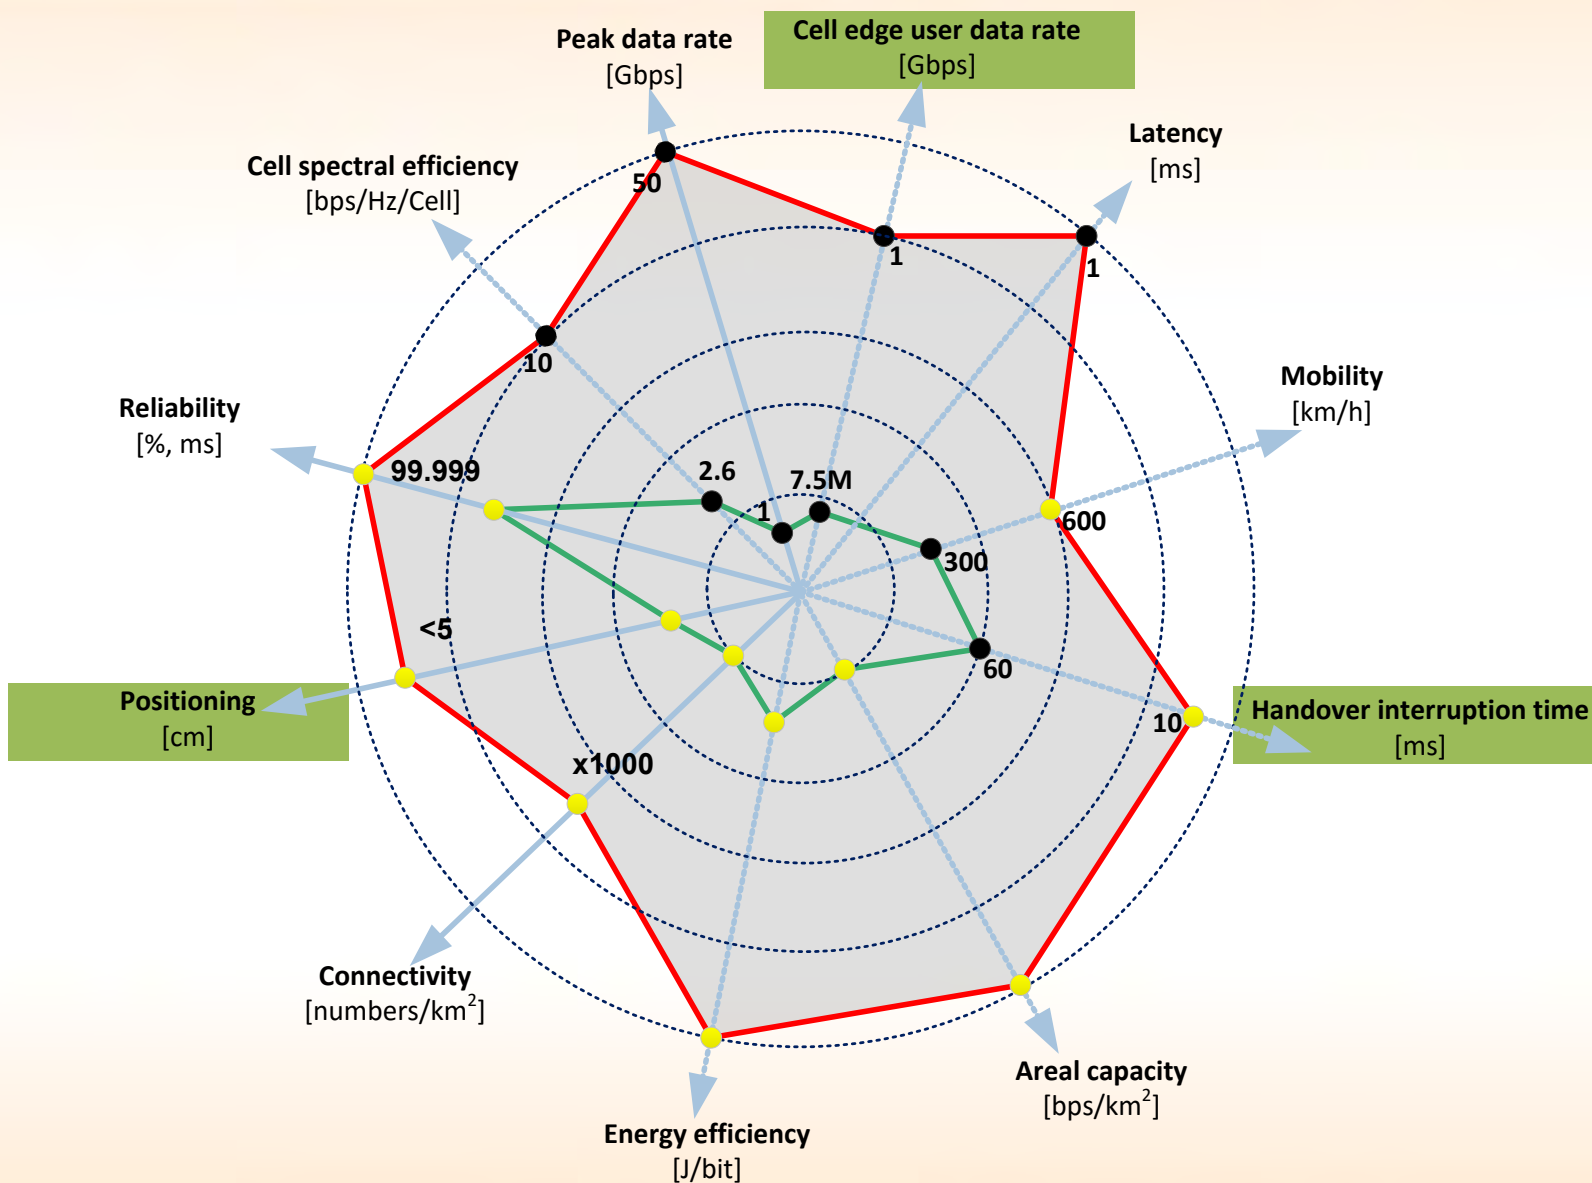 Cell edge user data rate
[Gbps]
Peak data rate
[Gbps]
Latency
[ms]
Cell spectral efficiency
[bps/Hz/Cell]
50
1
1
10
Mobility
[km/h]
Reliability
[%, ms]
99.999
2.6
7.5M
1
600
300
<5
60
Positioning
[cm]
10
Handover interruption time
[ms]
x1000
Connectivity
[numbers/km²]
Areal capacity
[bps/km²]
Energy efficiency
[J/bit]